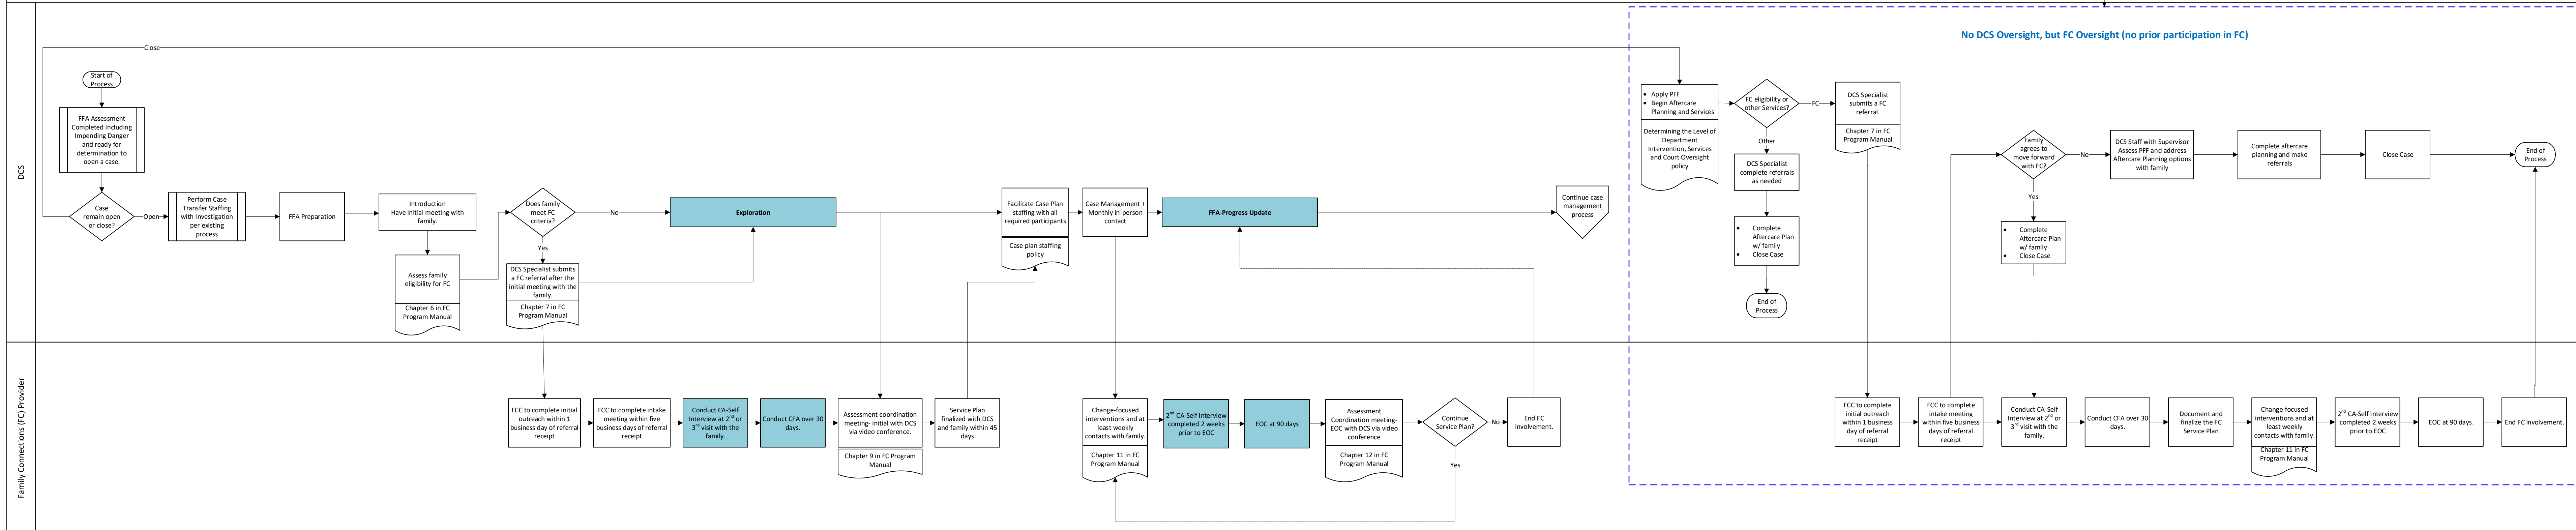 DCS
Close
Start of
Process
FFA Assessment
Completed Including
Impending Danger
and ready for
determination to
open a case.
Case
remain open
or close?
Open
Perform Case
Transfer Staffing
with Investigation
per existing
process
FFA Preparation
Introduction
Have initial meeting with
family.
Assess family
eligibility for FC
Chapter 6 in FC
Program Manual
Does family
meet FC
criteria?
No
Yes
DCS Specialist submits
a FC referral after the
initial meeting with the
family.
Chapter 7 in FC
Program Manual
Exploration
Facilitate Case Plan
staffing with all
required participants
Case plan staffing
policy
Case Management +
Monthly in-person
contact
FFA-Progress Update
Continue case
management
process
No DCS Oversight, but FC Oversight (no prior participation in FC)
• Apply PFF
• Begin Aftercare
Planning and Services
Determining the Level of
Department
Intervention, Services
and Court Oversight
policy
FC eligibility or
other Services?
FC
Other
DCS Specialist
submits a FC
referral.
Chapter 7 in FC
Program Manual
DCS Specialist
complete referrals
as needed
• Complete
Aftercare Plan
w/ family
• Close Case
End of
Process
Family
agrees to
move forward
with FC?
No
Yes
• Complete
Aftercare Plan
w/ family
• Close Case
DCS Staff with Supervisor
Assess PFF and address
Aftercare Planning options
with family
Complete aftercare
planning and make
referrals
Close Case
End of
Process
Family Connections (FC) Provider
FCC to complete initial
outreach within 1
business day of referral
receipt
FCC to complete intake
meeting within five
business days of referral
receipt
Conduct CA-Self
Interview at 2nd or
3rd visit with the
family.
Conduct CFA over 30
days.
Assessment coordination
meeting- initial with DCS
via video conference.
Chapter 9 in FC Program
Manual
Service Plan
finalized with DCS
and family within 45
days
Change-focused
interventions and at
least weekly
contacts with family.
Chapter 11 in FC
Program Manual
2nd CA-Self Interview
completed 2 weeks
prior to EOC
EOC at 90 days
Assessment
Coordination meeting-
EOC with DCS via video
conference
Chapter 12 in FC
Program Manual
Continue
Service Plan?
No
Yes
End FC
involvement.
FCC to complete
initial outreach
within 1 business
day of referral
receipt
FCC to complete
intake meeting
within five business
days of referral
receipt
Conduct CA-Self
Interview at 2nd or
3rd visit with the
family.
Conduct CFA over 30
days.
Document and
finalize the FC
Service Plan
Change-focused
interventions and at
least weekly
contacts with family.
Chapter 11 in FC
Program Manual
2nd CA-Self Interview
completed 2 weeks
prior to EOC
EOC at 90 days.
End FC involvement.